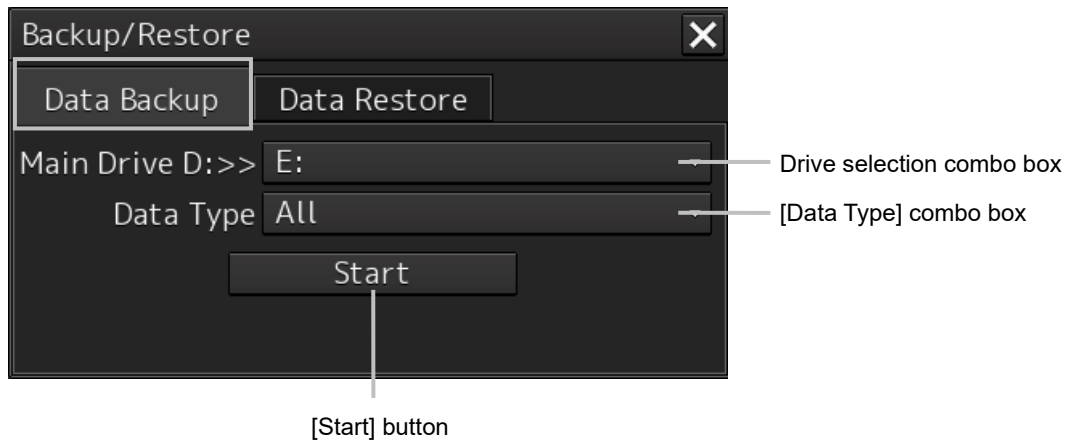 Backup/Restore
Data Backup Data Restore
Main Drive D:>> E: Drive selection combo box
Data Type All [Data Type] combo box
Start
[Start] button